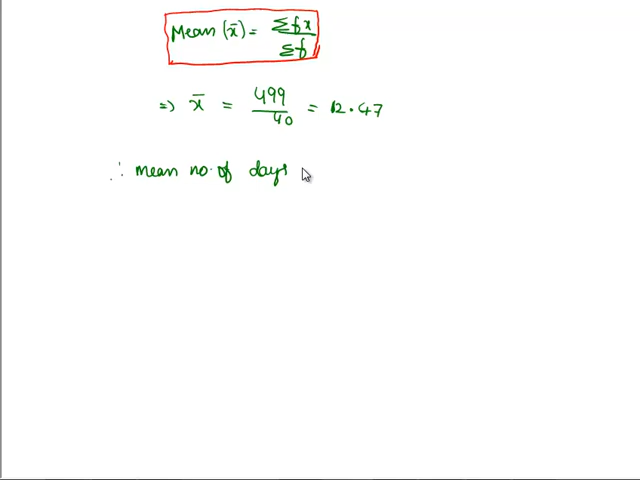 Mean (x̄) = Σfx / Σf
⇒ x̄ = 499 / 40 = 12.47
∴ mean no. of days